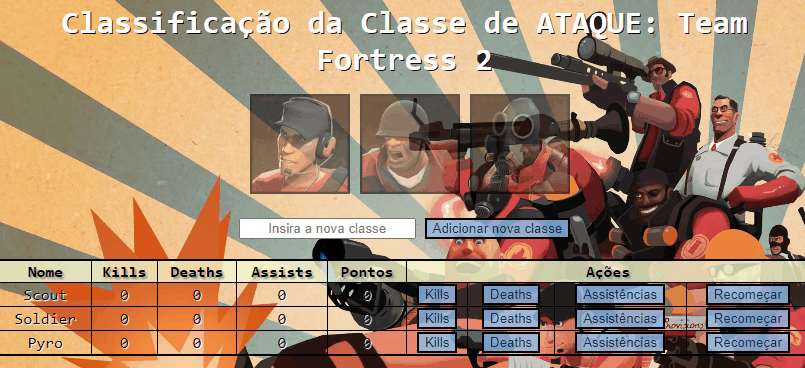 Classificação da Classe de ATAQUE: Team
Fortress 2
Insira a nova classe Adicionar nova classe
Nome Kills Deaths Assists Pontos Ações
Scout 0 0 0 0 Kills Deaths Assistências Recomeçar
Soldier 0 0 0 0 Kills Deaths Assistências Recomeçar
Pyro 0 0 0 0 Kills Deaths Assistências Recomeçar